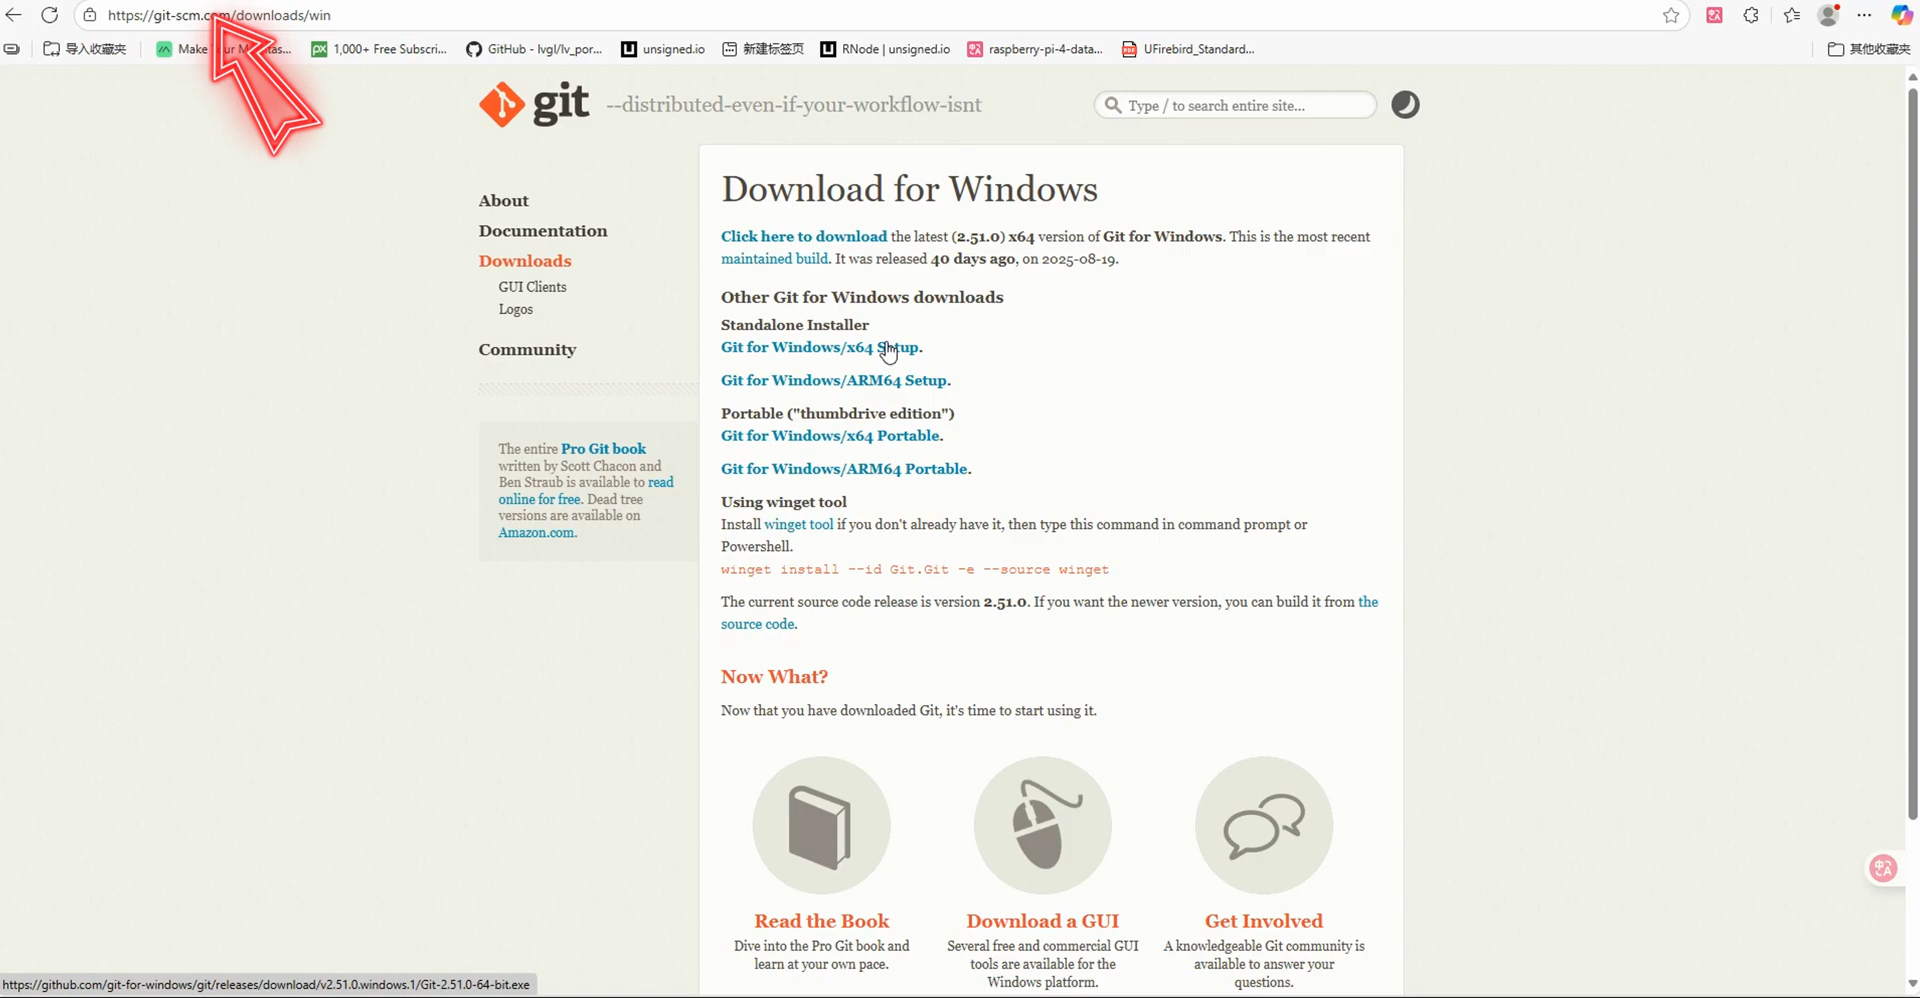 https://git-scm.com/downloads/win
导入收藏夹
Make Your M
1,000+ Free Subscri...
GitHub - lvgl/lv_por...
unsigned.io
新建标签页
RNode | unsigned.io
raspberry-pi-4-data...
UFirebird_Standard...
其他收藏夹
git --distributed-even-if-your-workflow-isnt
Type / to search entire site...
About
Documentation
Downloads
GUI Clients
Logos
Community
The entire Pro Git book
written by Scott Chacon and
Ben Straub is available to read
online for free. Dead tree
versions are available on
Amazon.com.
Download for Windows
Click here to download the latest (2.51.0) x64 version of Git for Windows. This is the most recent
maintained build. It was released 40 days ago, on 2025-08-19.
Other Git for Windows downloads
Standalone Installer
Git for Windows/x64 Setup.
Git for Windows/ARM64 Setup.
Portable ("thumbdrive edition")
Git for Windows/x64 Portable.
Git for Windows/ARM64 Portable.
Using winget tool
Install winget tool if you don't already have it, then type this command in command prompt or
Powershell.
winget install --id Git.Git -e --source winget
The current source code release is version 2.51.0. If you want the newer version, you can build it from the
source code.
Now What?
Now that you have downloaded Git, it's time to start using it.
Read the Book
Dive into the Pro Git book and
learn at your own pace.
Download a GUI
Several free and commercial GUI
tools are available for the
Windows platform.
Get Involved
A knowledgeable Git community is
available to answer your
questions.
https://github.com/git-for-windows/git/releases/download/v2.51.0.windows.1/Git-2.51.0-64-bit.exe